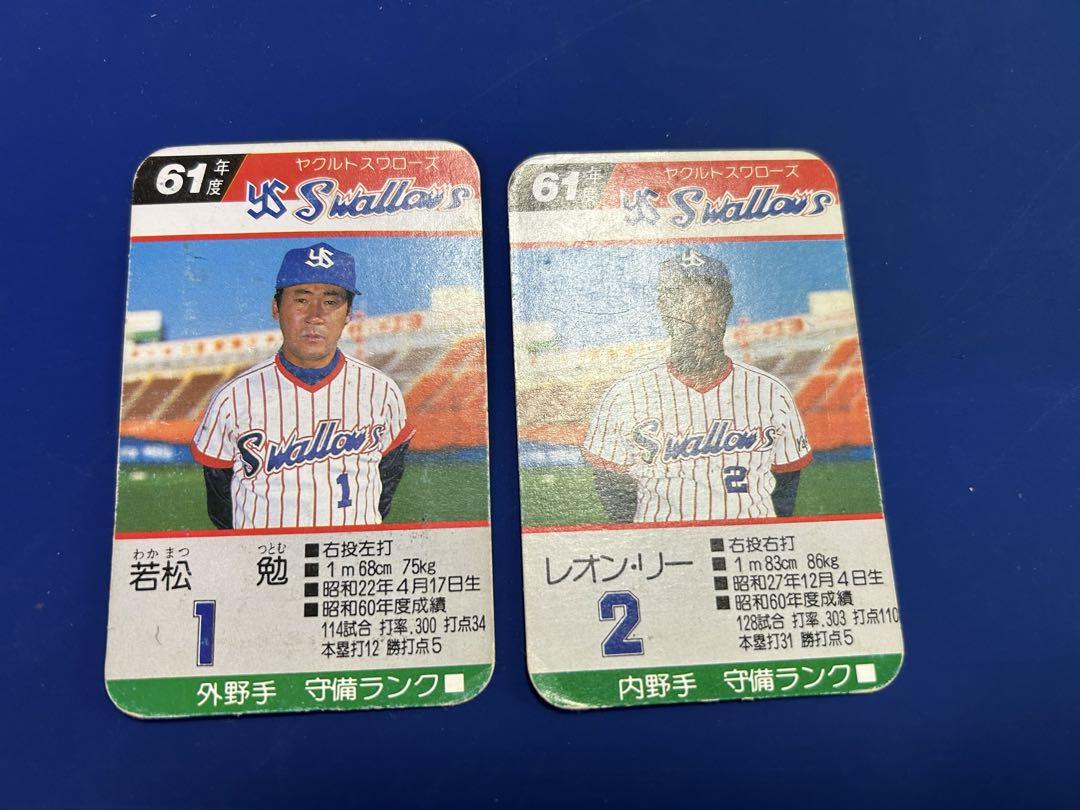 61年度
ヤクルトスワローズ
YS Swallows
YS
Swallows
1
わかまつ つとむ
若松 勉
1
■右投左打
■1m68cm 75kg
■昭和22年4月17日生
■昭和60年度成績
114試合 打率.300 打点34
本塁打12 勝打点5
外野手 守備ランク■
61年度
ヤクルトスワローズ
YS Swallows
YS
Swallows
2
レオン・リー
2
■右投右打
■1m83cm 86kg
■昭和27年12月4日生
■昭和60年度成績
128試合 打率.303 打点110
本塁打31 勝打点5
内野手 守備ランク■